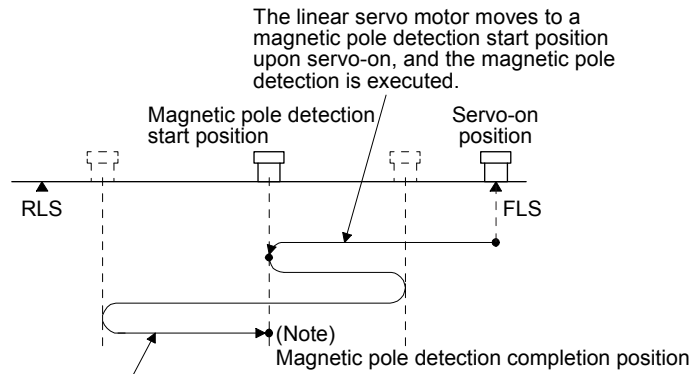 The linear servo motor moves to a
magnetic pole detection start position
upon servo-on, and the magnetic pole
detection is executed.
Magnetic pole detection
start position
Servo-on
position
RLS
FLS
(Note)
Magnetic pole detection completion position